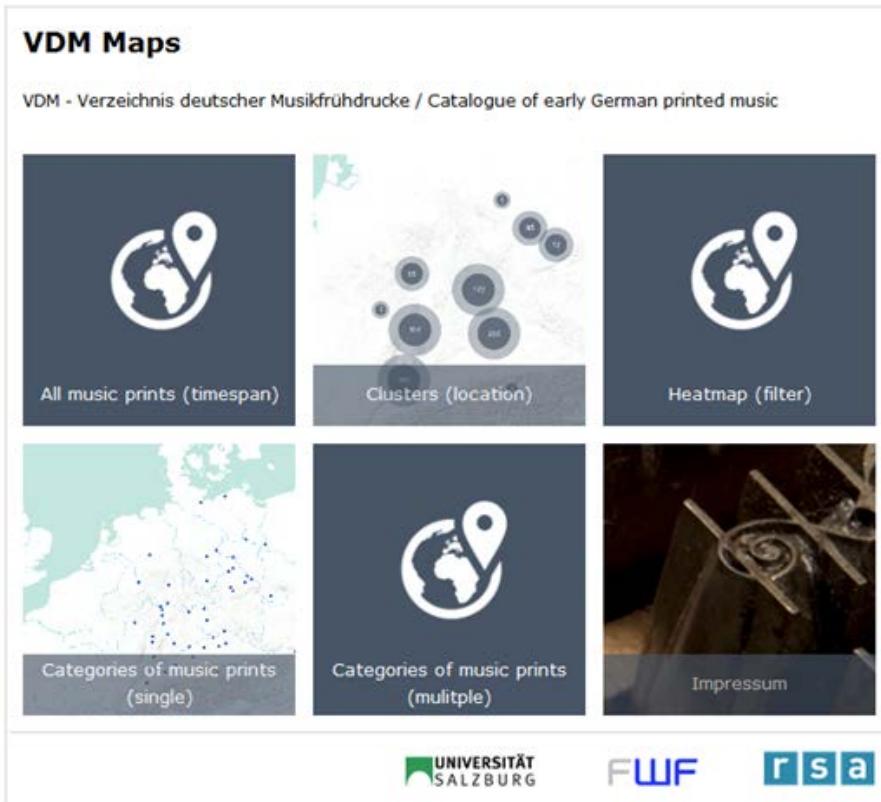 VDM Maps
VDM - Verzeichnis deutscher Musikfrühdrucke / Catalogue of early German printed music
All music prints (timespan)
Clusters (location)
Heatmap (filter)
Categories of music prints
(single)
Categories of music prints
(mulitple)
Impressum
UNIVERSITÄT
SALZBURG
FWF
rsa